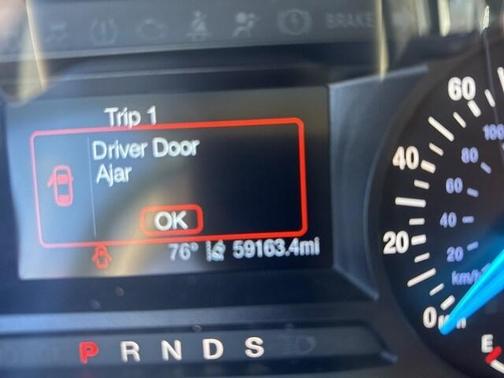 BRAKE
Trip 1
Driver Door
Ajar
OK
76° 59163.4mi
P R N D S
60
40
20
0
100
80
60
40
20
km/h
E